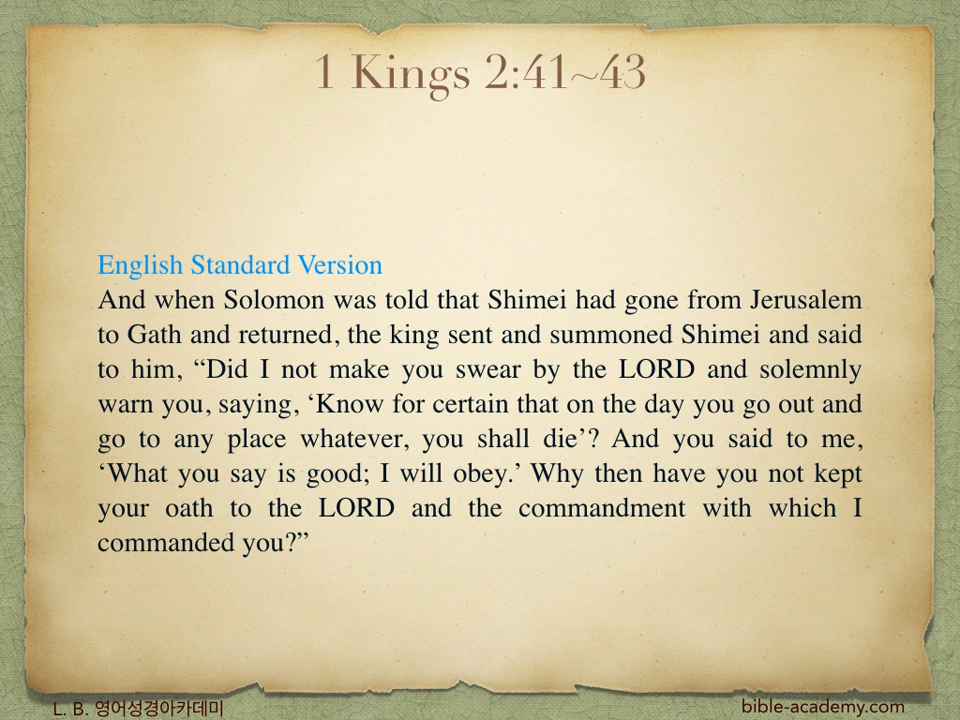 1 Kings 2:41~43
English Standard Version
And when Solomon was told that Shimei had gone from Jerusalem
to Gath and returned, the king sent and summoned Shimei and said
to him, “Did I not make you swear by the LORD and solemnly
warn you, saying, ‘Know for certain that on the day you go out and
go to any place whatever, you shall die’? And you said to me,
‘What you say is good; I will obey.’ Why then have you not kept
your oath to the LORD and the commandment with which I
commanded you?”
L. B. 영어성경아카데미
bible-academy.com